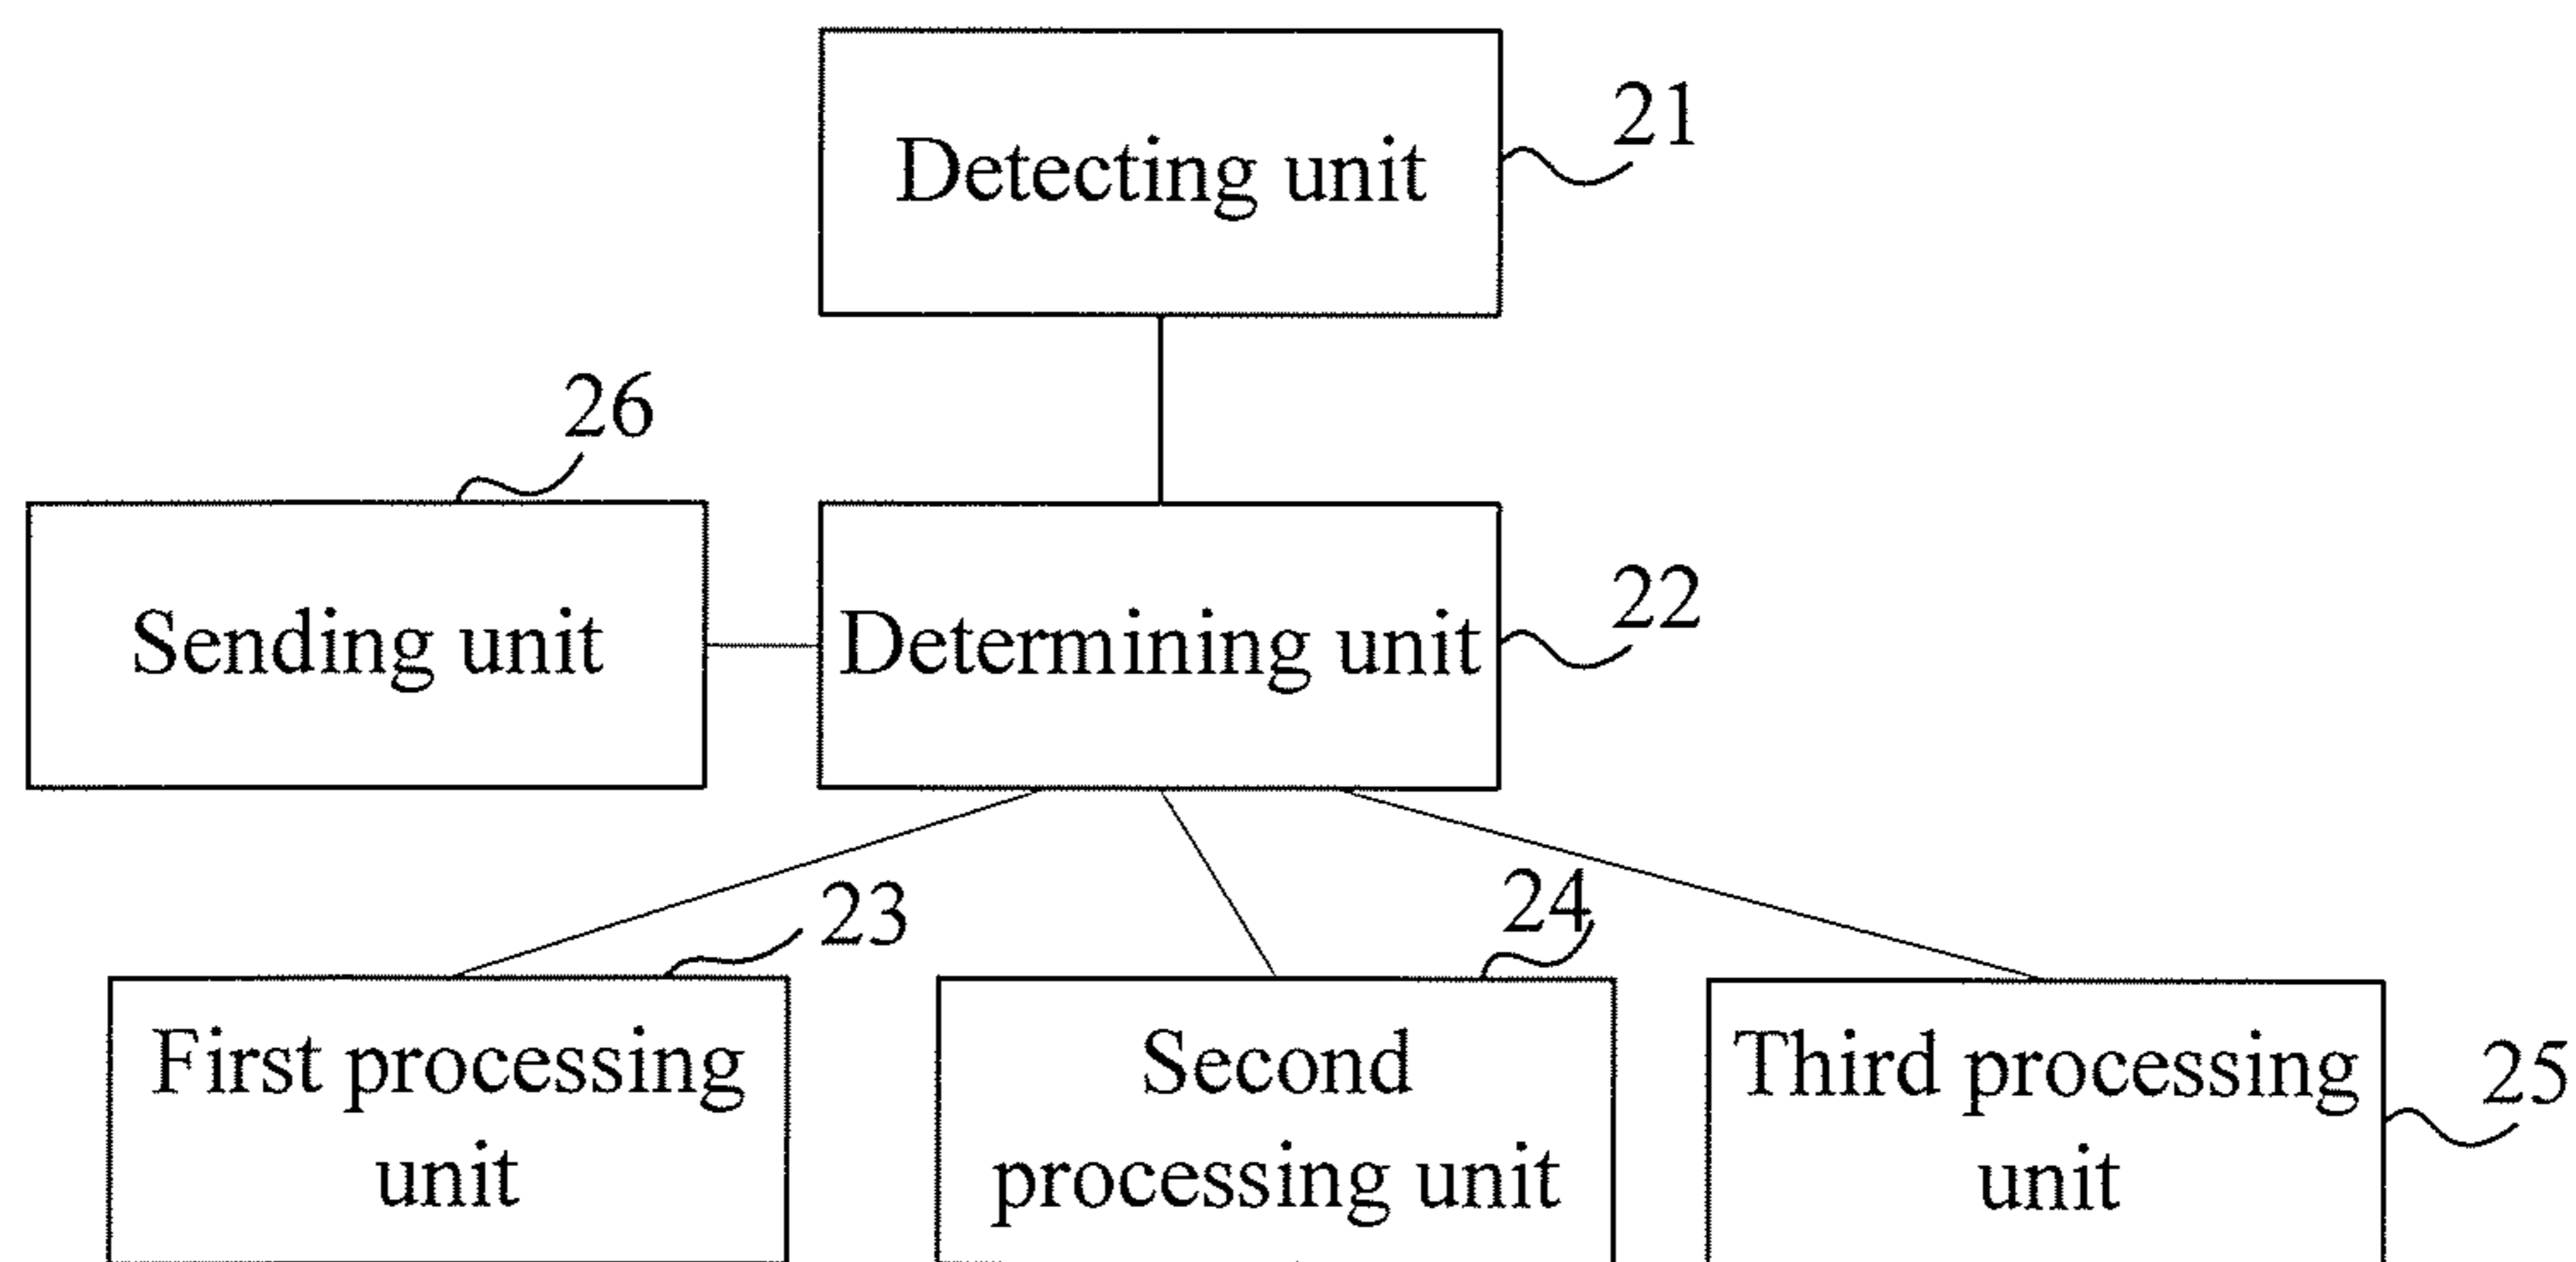 Detecting unit
21
26
Sending unit
Determining unit
22
23
24
First processing
unit
Second
processing unit
Third processing
unit
25